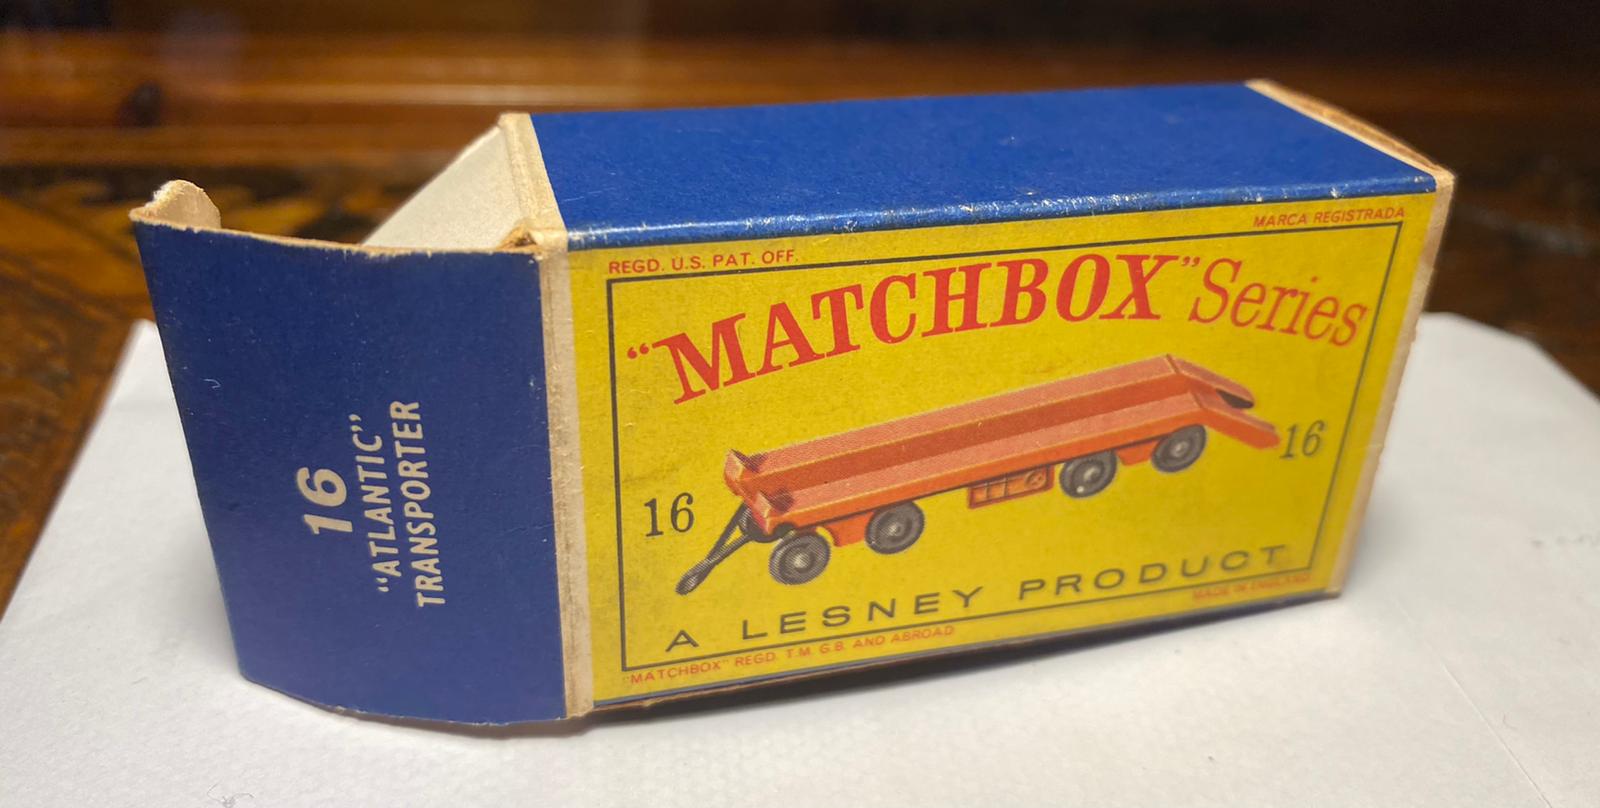 16
"ATLANTIC"
TRANSPORTER
REGD. U.S. PAT. OFF.
MARCA REGISTRADA
"MATCHBOX" Series
16
16
A LESNEY PRODUCT
MADE IN ENGLAND
"MATCHBOX" REGD. T.M. G.B. AND ABROAD